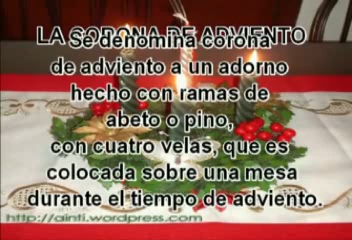 LA CORONA DE ADVIENTO
Se denomina corona
de adviento a un adorno
hecho con ramas de
abeto o pino,
con cuatro velas, que es
colocada sobre una mesa
durante el tiempo de adviento.
http://ainti.wordpress.com